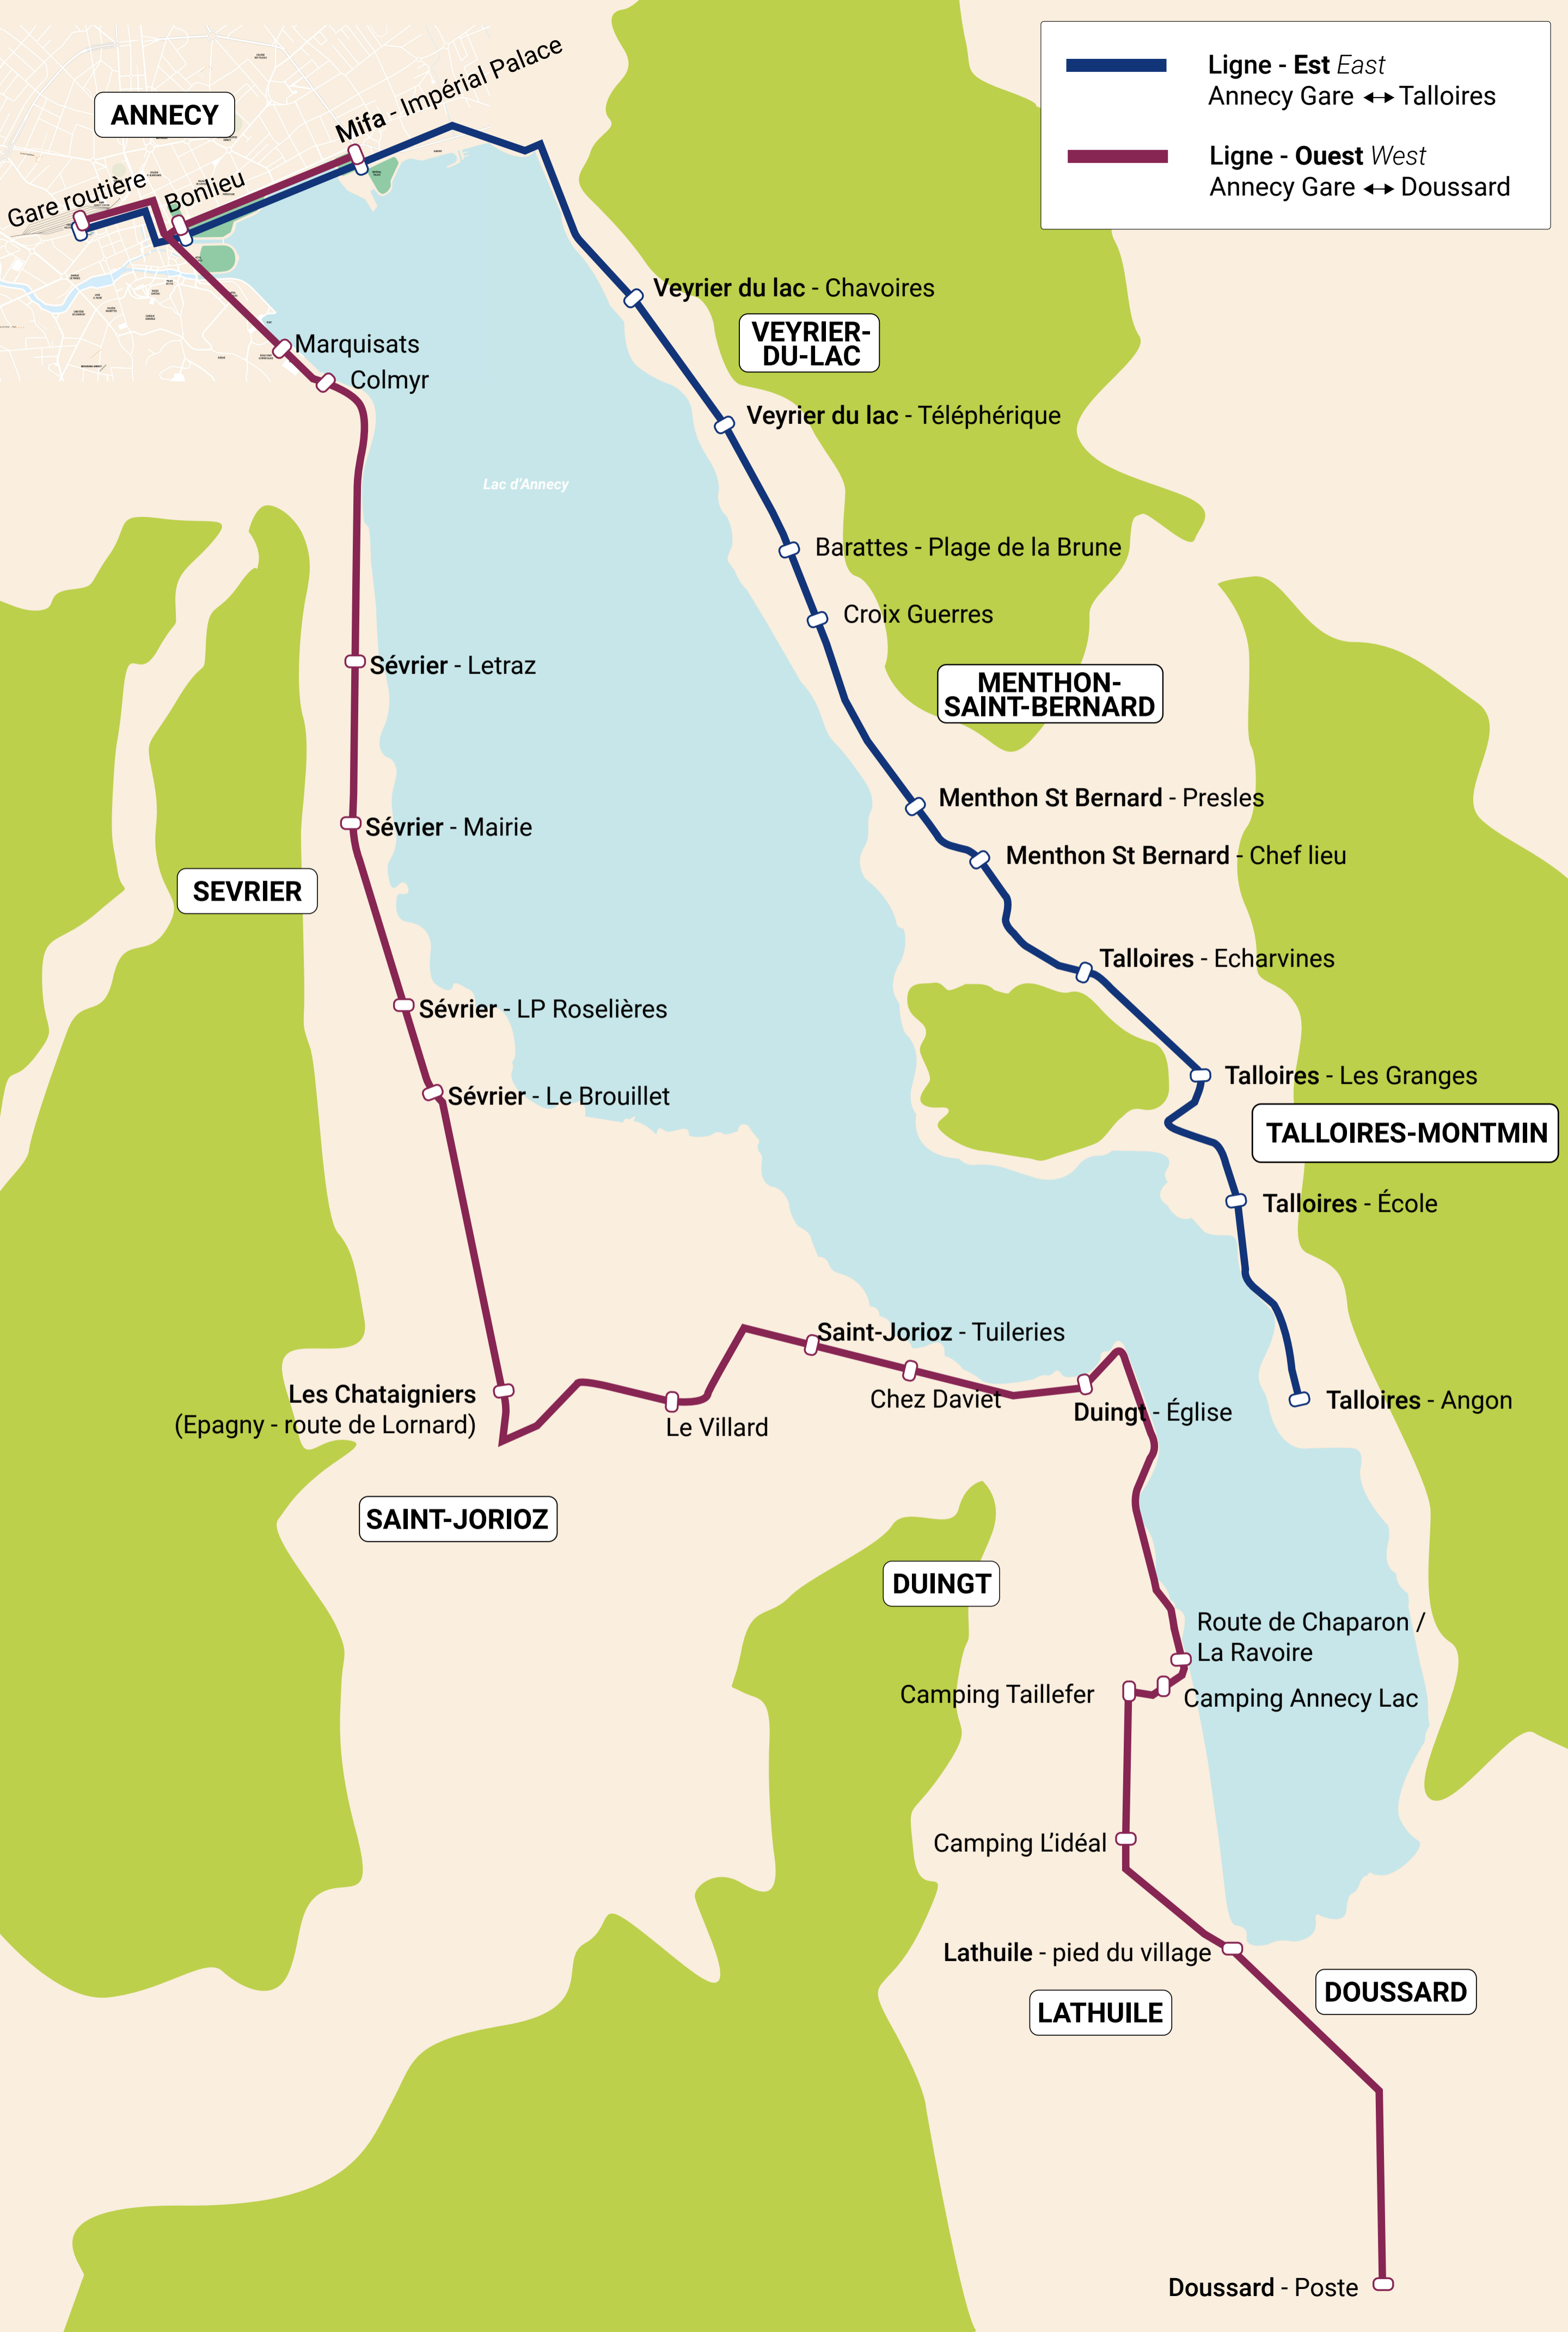 Ligne - Est East
Annecy Gare ↔ Talloires
Ligne - Ouest West
Annecy Gare ↔ Doussard
ANNECY
Mifa - Impérial Palace
Gare routière
Bonlieu
Veyrier du lac - Chavoires
VEYRIER-
DU-LAC
Marquisats
Colmyr
Veyrier du lac - Téléphérique
Lac d'Annecy
Barattes - Plage de la Brune
Croix Guerres
Sévrier - Letraz
MENTHON-
SAINT-BERNARD
Menthon St Bernard - Presles
Sévrier - Mairie
Menthon St Bernard - Chef lieu
SEVRIER
Talloires - Echarvines
Sévrier - LP Roselières
Talloires - Les Granges
Sévrier - Le Brouillet
TALLOIRES-MONTMIN
Talloires - École
Saint-Jorioz - Tuileries
Les Chataigniers
(Epagny - route de Lornard)
Le Villard
Chez Daviet
Duingt - Église
Talloires - Angon
SAINT-JORIOZ
DUINGT
Route de Chaparon /
La Ravoire
Camping Taillefer
Camping Annecy Lac
Camping L'idéal
Lathuile - pied du village
DOUSSARD
LATHUILE
Doussard - Poste